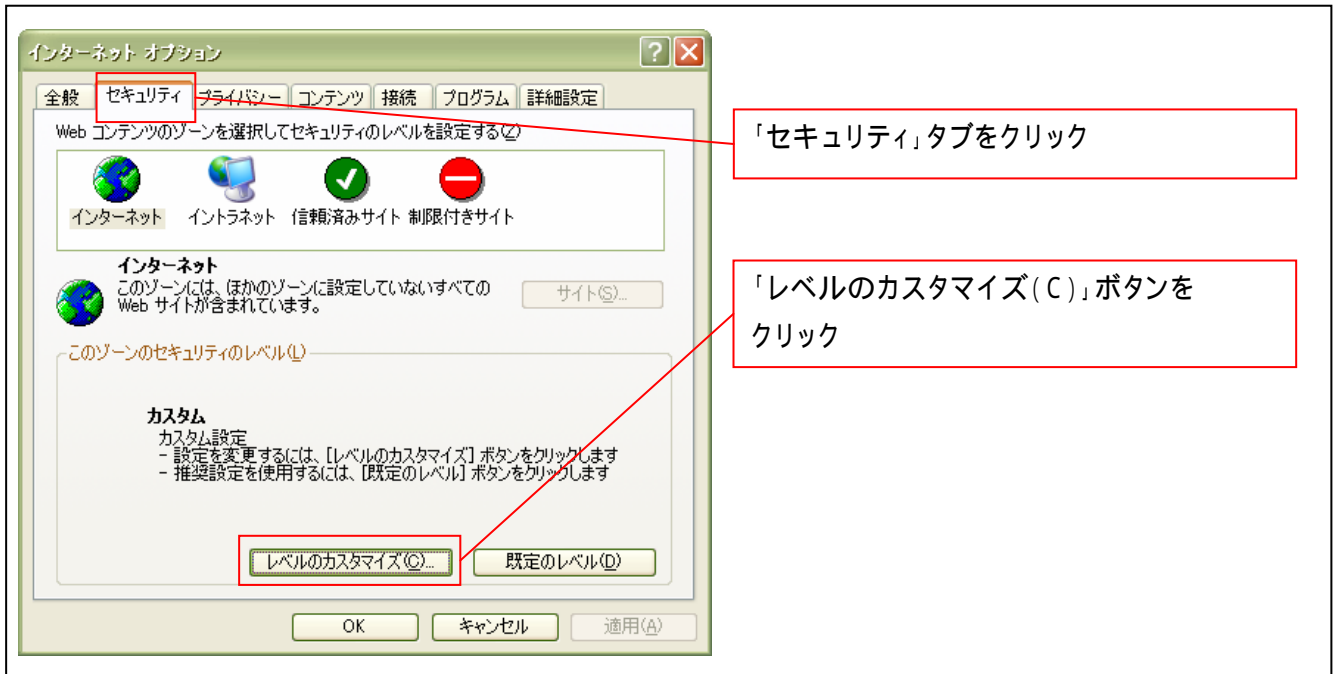 インターネット オプション
全般 セキュリティ プライバシー コンテンツ 接続 プログラム 詳細設定
Web コンテンツのゾーンを選択してセキュリティのレベルを設定する(Z)
インターネット イントラネット 信頼済みサイト 制限付きサイト
インターネット
このゾーンには、ほかのゾーンに設定していないすべての
Web サイトが含まれています。
サイト(S)...
このゾーンのセキュリティのレベル(L)
カスタム
カスタム設定
- 設定を変更するには、[レベルのカスタマイズ] ボタンをクリックします
- 推奨設定を使用するには、[既定のレベル] ボタンをクリックします
レベルのカスタマイズ(C)... 既定のレベル(D)
OK キャンセル 適用(A)
「セキュリティ」タブをクリック
「レベルのカスタマイズ(C)」ボタンを
クリック